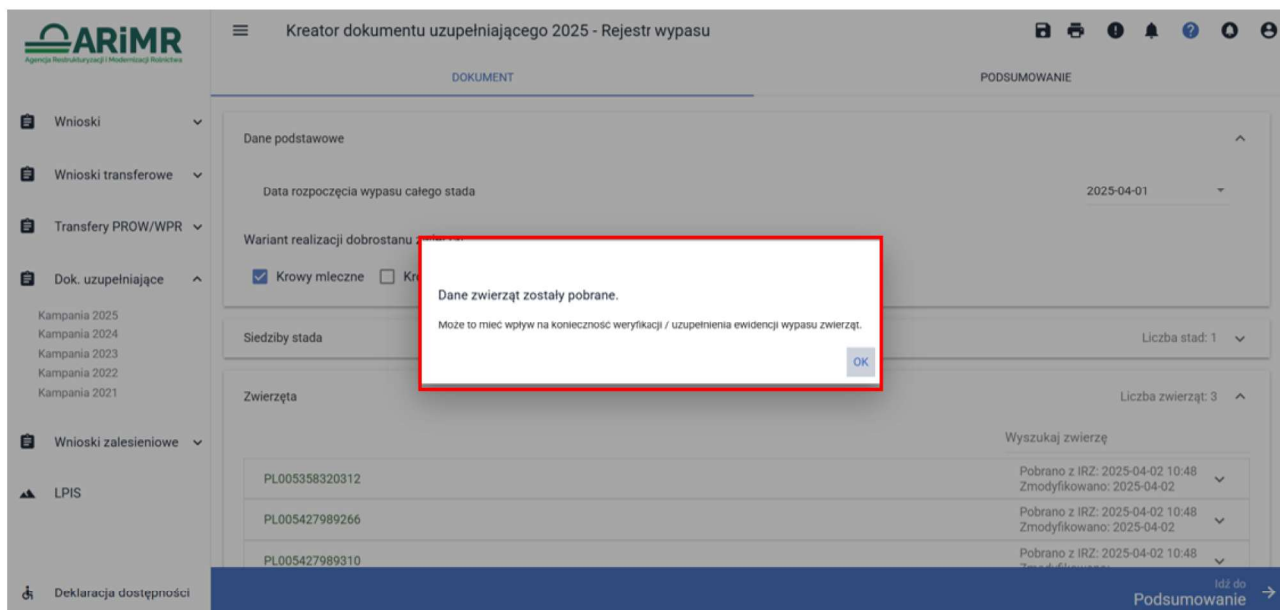 ARiMR
Agencja Restrukturyzacji i Modernizacji Rolnictwa
Kreator dokumentu uzupełniającego 2025 - Rejestr wypasu
DOKUMENT
PODSUMOWANIE
Wnioski
Wnioski transferowe
Transfery PROW/WPR
Dok. uzupełniające
Kampania 2025
Kampania 2024
Kampania 2023
Kampania 2022
Kampania 2021
Wnioski zalesieniowe
LPIS
Deklaracja dostępności
Dane podstawowe
Data rozpoczęcia wypasu całego stada
2025-04-01
Wariant realizacji dobrostanu
Krowy mleczne
Dane zwierząt zostały pobrane.
Może to mieć wpływ na konieczność weryfikacji / uzupełnienia ewidencji wypasu zwierząt.
OK
Siedziby stada
Liczba stad: 1
Zwierzęta
Liczba zwierząt: 3
Wyszukaj zwierzę
PL005358320312
Pobrano z IRZ: 2025-04-02 10:48
Zmodyfikowano: 2025-04-02
PL005427989266
Pobrano z IRZ: 2025-04-02 10:48
Zmodyfikowano: 2025-04-02
PL005427989310
Pobrano z IRZ: 2025-04-02 10:48
Idź do
Podsumowanie